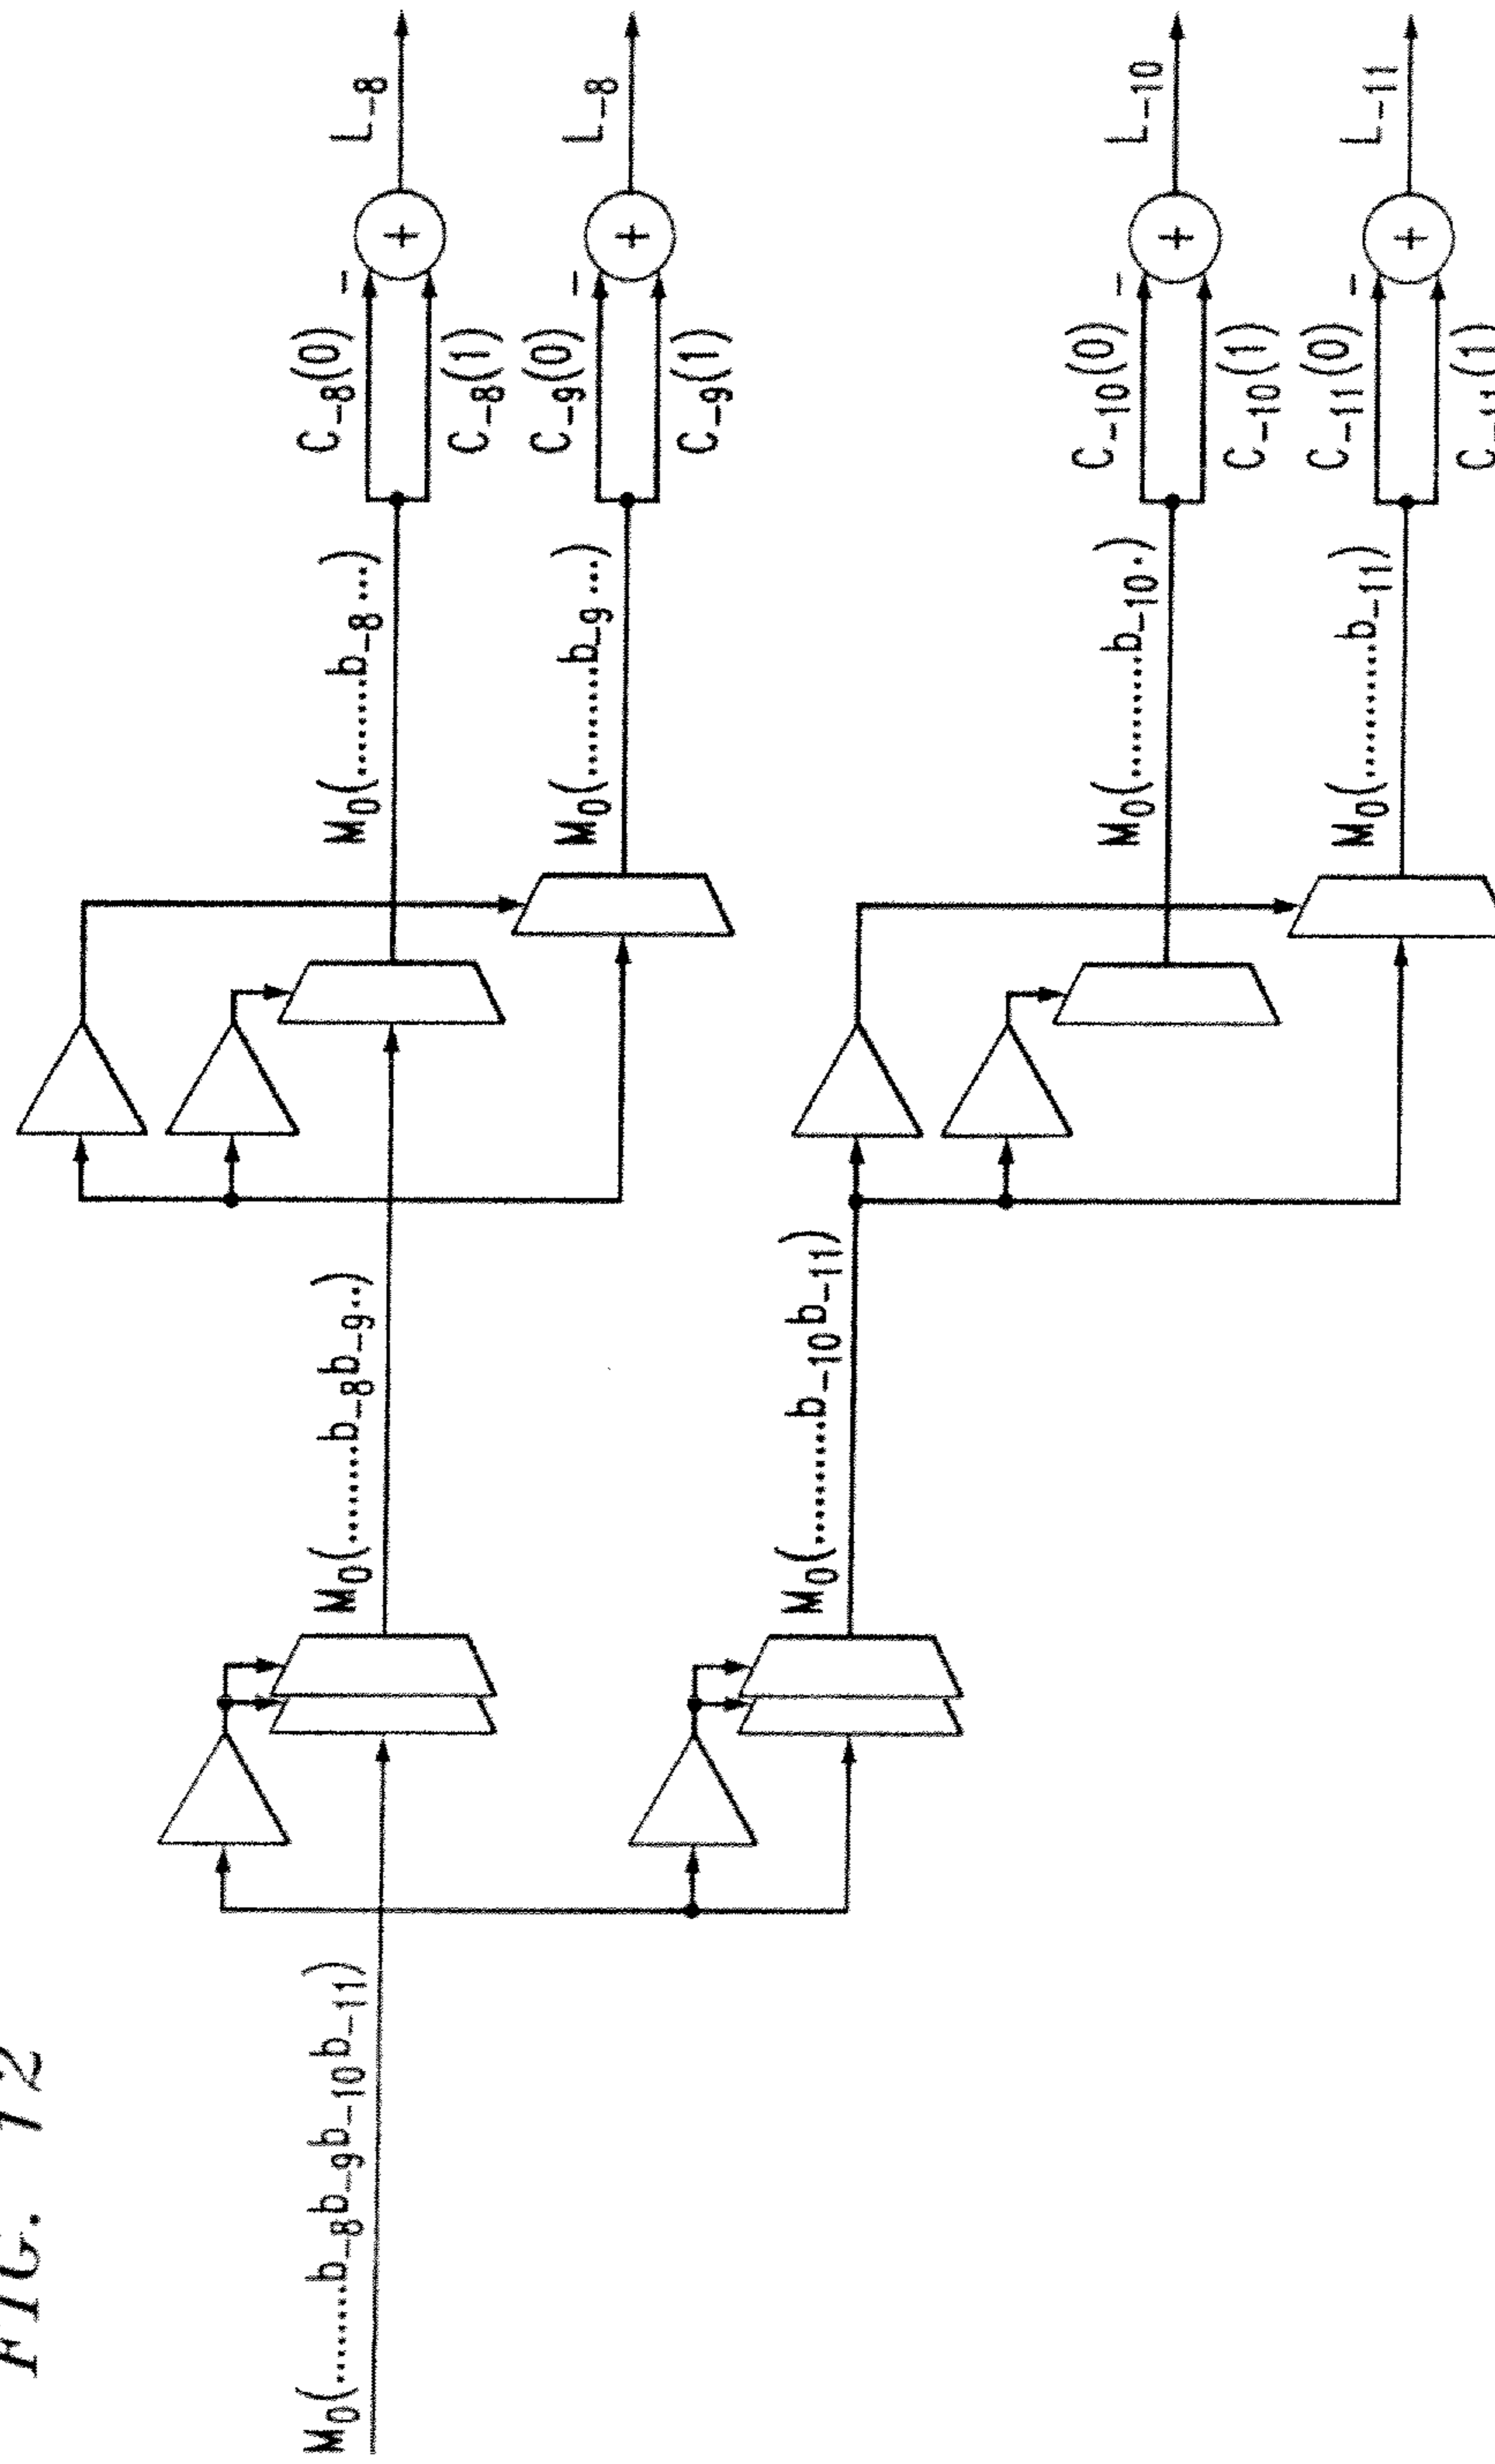 FIG. 12
M0(........b-8b-9b-10b-11)
M0(.........b-8b-9..)
M0(..........b-10b-11)
M0(........b-8...)
M0(..........b-9...)
M0(..........b-10.)
M0(..........b-11)
C-8(0)
-
+
L-8
C-8(1)
C-9(0)
-
+
L-8
C-9(1)
C-10(0)
-
+
L-10
C-10(1)
C-11(0)
-
+
L-11
C-11(1)